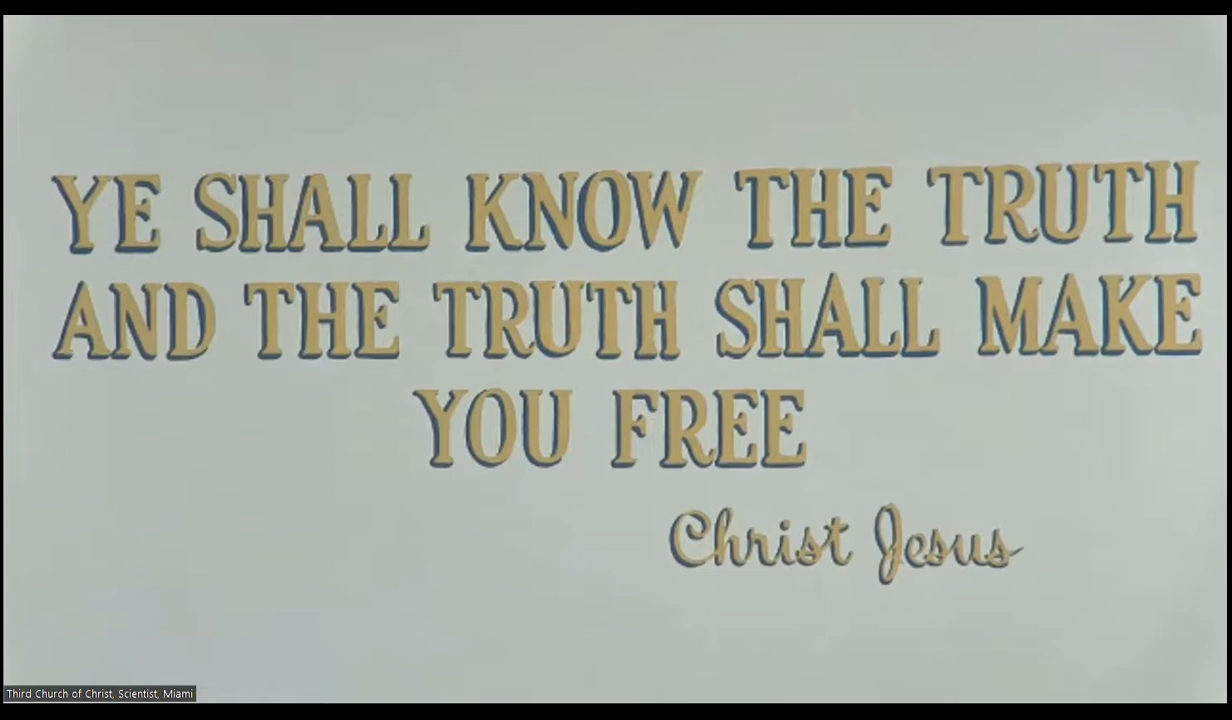 YE SHALL KNOW THE TRUTH
AND THE TRUTH SHALL MAKE
YOU FREE
Christ Jesus
Third Church of Christ, Scientist, Miami